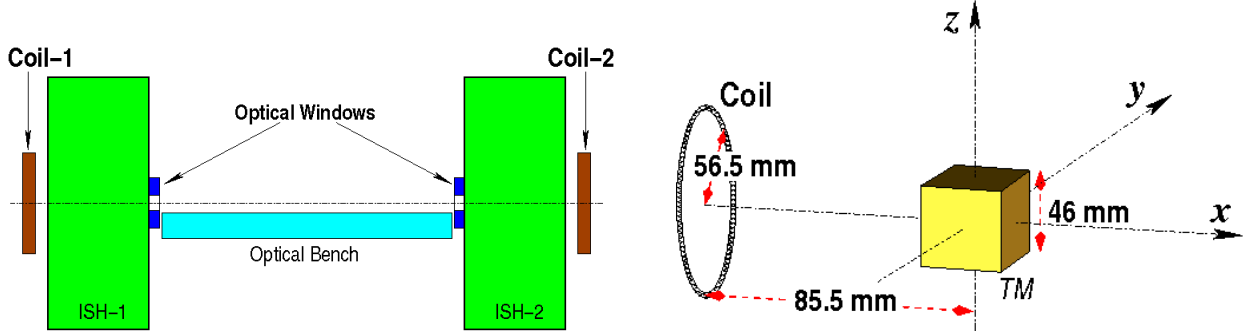 Coil−1
Coil−2
Optical Windows
Optical Bench
ISH−1
ISH−2
z
y
Coil
56.5 mm
46 mm
x
85.5 mm
TM